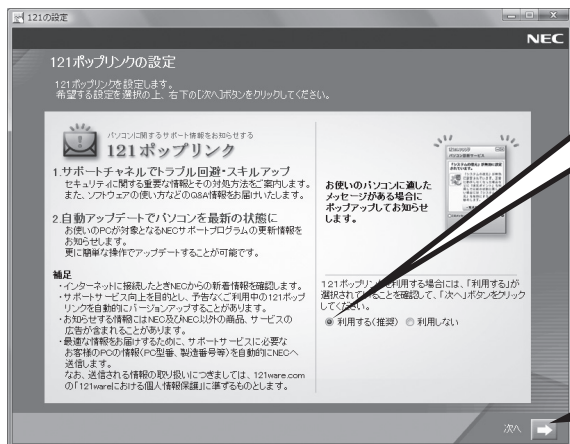 121の設定
NEC
121ポップリンクの設定
121ポップリンクを設定します。
希望する設定を選択の上、右下の[次へ]ボタンをクリックしてください。
パソコンに関するサポート情報をお知らせする
121ポップリンク
1.サポートチャネルでトラブル回避・スキルアップ
セキュリティに関する重要な情報とその対処方法をご案内します。
また、ソフトウェアの使い方などのQ&A情報をお届けいたします。
2.自動アップデートでパソコンを最新の状態に
お使いのPCが対象となるNECサポートプログラムの更新情報を
お知らせします。
更に簡単な操作でアップデートすることが可能です。
補足
・インターネットに接続したときNECからの新着情報を確認します。
・サポートサービス向上を目的とし、予告なくご利用中の121ポップ
リンクを自動的にバージョンアップすることがあります。
・お知らせする情報にはNEC及びNEC以外の商品、サービスの
広告が含まれることがあります。
・最適な情報をお届けするために、サポートサービスに必要な
お客様のPCの情報(PC型番、製造番号等)を自動的にNECへ
送信します。
なお、送信される情報の取り扱いにつきましては、121ware.com
の「121wareにおける個人情報保護」に準ずるものとします。
お使いのパソコンに適した
メッセージがある場合に
ポップアップしてお知らせ
します。
121ポップリンクを利用する場合には、「利用する」が
選択されていることを確認して、「次へ」ボタンをクリック
してください。
利用する(推奨) 利用しない
次へ